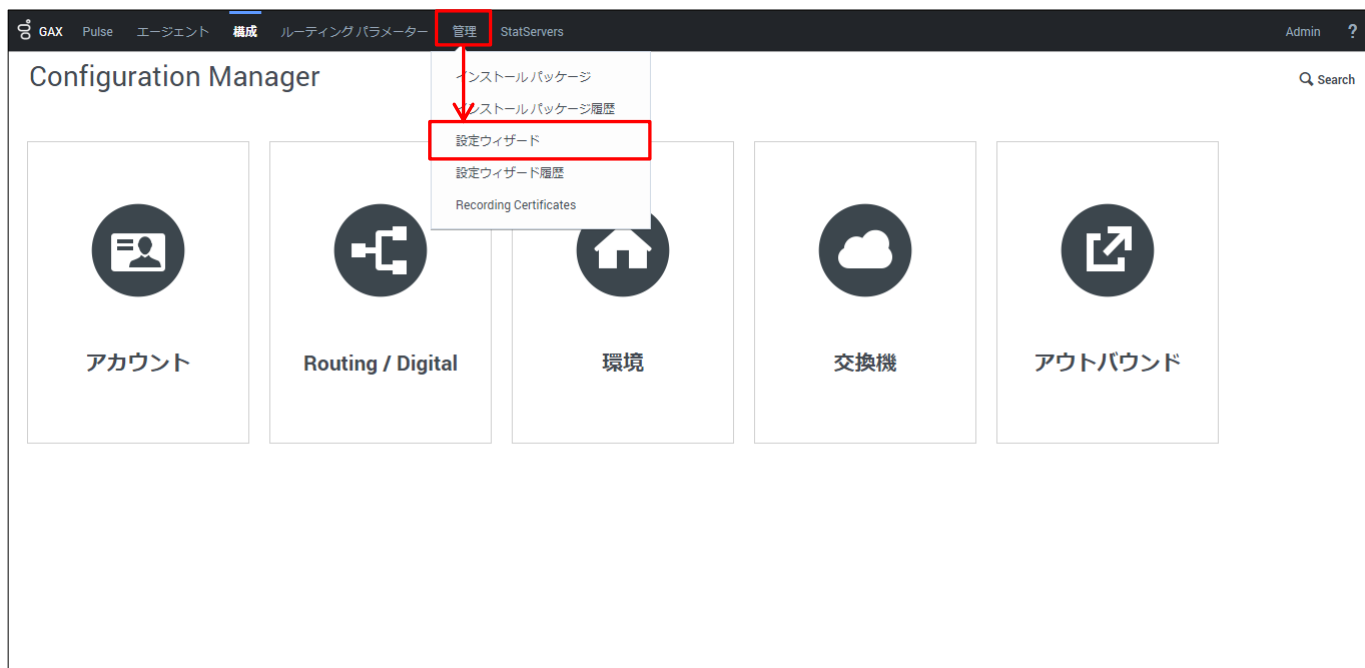 GAX Pulse エージェント 構成 ルーティング パラメーター 管理 StatServers Admin ?
Configuration Manager
Search
インストール パッケージ
インストール パッケージ履歴
設定ウィザード
設定ウィザード履歴
Recording Certificates
アカウント
Routing / Digital
環境
交換機
アウトバウンド